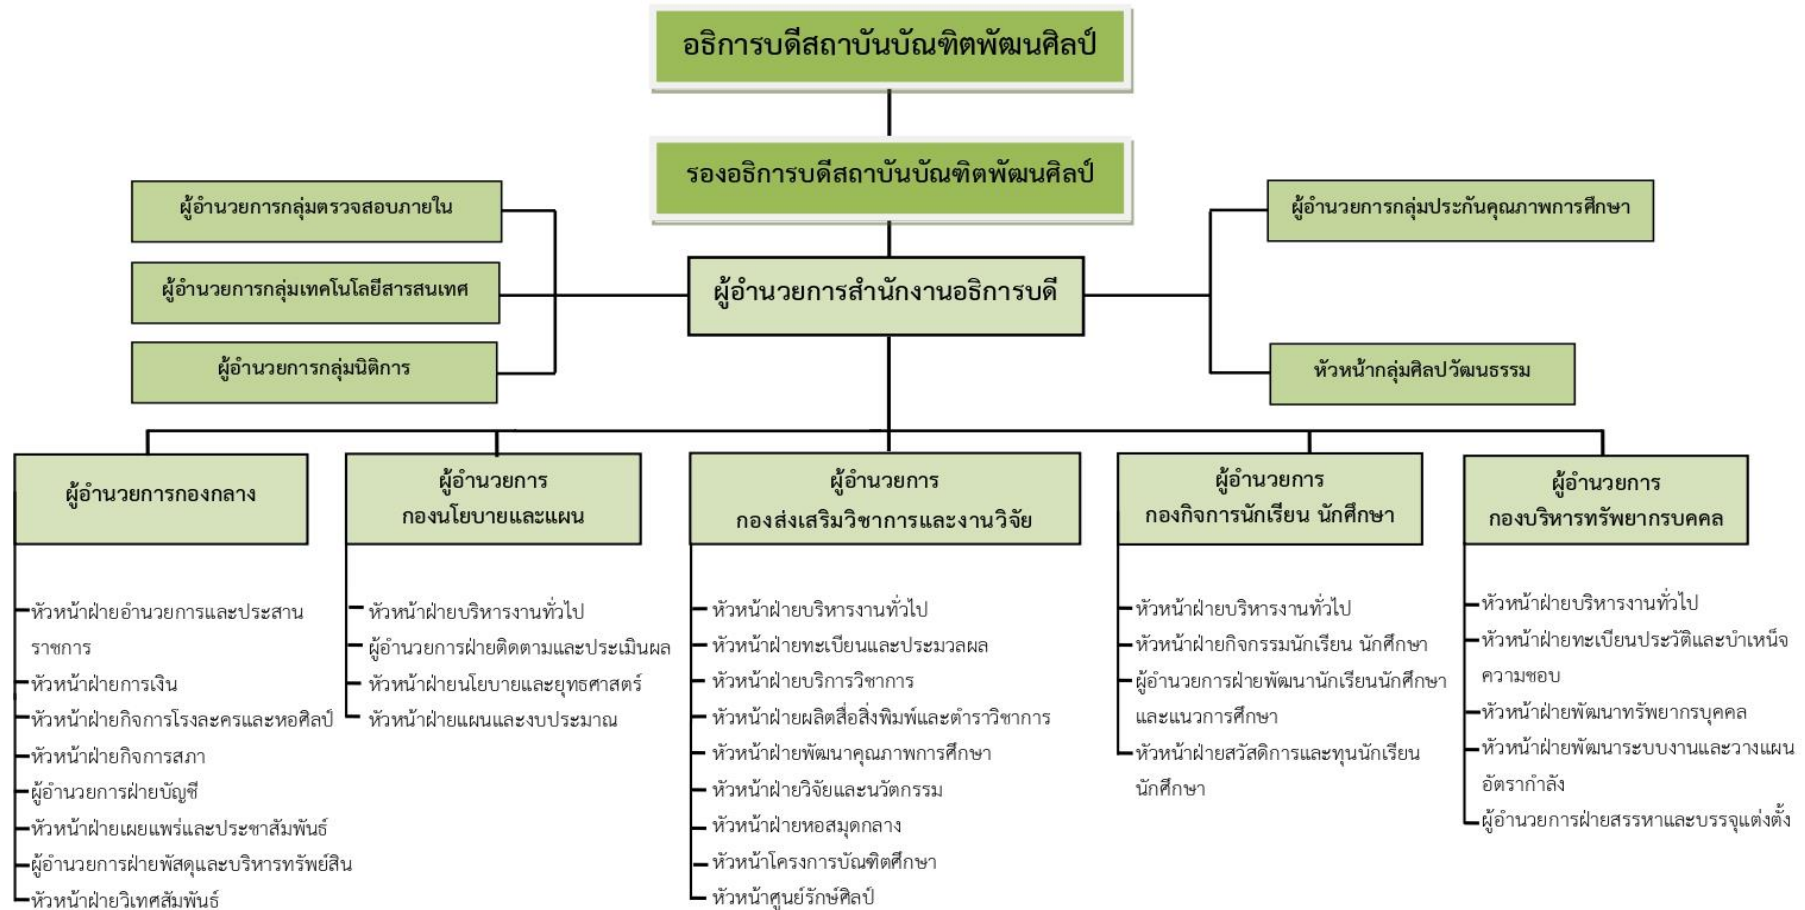 อธิการบดีสถาบันบัณฑิตพัฒนศิลป์
รองอธิการบดีสถาบันบัณฑิตพัฒนศิลป์
ผู้อำนวยการกลุ่มตรวจสอบภายใน
ผู้อำนวยการกลุ่มประกันคุณภาพการศึกษา
ผู้อำนวยการกลุ่มเทคโนโลยีสารสนเทศ
ผู้อำนวยการสำนักงานอธิการบดี
ผู้อำนวยการกลุ่มนิติการ
หัวหน้ากลุ่มศิลปวัฒนธรรม
ผู้อำนวยการกองกลาง
หัวหน้าฝ่ายอำนวยการและประสาน
ราชการ
หัวหน้าฝ่ายการเงิน
หัวหน้าฝ่ายกิจการโรงละครและหอศิลป์
หัวหน้าฝ่ายกิจการสภา
ผู้อำนวยการฝ่ายบัญชี
หัวหน้าฝ่ายเผยแพร่และประชาสัมพันธ์
ผู้อำนวยการฝ่ายพัสดุและบริหารทรัพย์สิน
หัวหน้าฝ่ายวิเทศสัมพันธ์
ผู้อำนวยการ
กองนโยบายและแผน
หัวหน้าฝ่ายบริหารงานทั่วไป
ผู้อำนวยการฝ่ายติดตามและประเมินผล
หัวหน้าฝ่ายนโยบายและยุทธศาสตร์
หัวหน้าฝ่ายแผนและงบประมาณ
ผู้อำนวยการ
กองส่งเสริมวิชาการและงานวิจัย
หัวหน้าฝ่ายบริหารงานทั่วไป
หัวหน้าฝ่ายทะเบียนและประมวลผล
หัวหน้าฝ่ายบริการวิชาการ
หัวหน้าฝ่ายผลิตสื่อสิ่งพิมพ์และตำราวิชาการ
หัวหน้าฝ่ายพัฒนาคุณภาพการศึกษา
หัวหน้าฝ่ายวิจัยและนวัตกรรม
หัวหน้าฝ่ายหอสมุดกลาง
หัวหน้าโครงการบัณฑิตศึกษา
หัวหน้าศูนย์รักษ์ศิลป์
ผู้อำนวยการ
กองกิจการนักเรียน นักศึกษา
หัวหน้าฝ่ายบริหารงานทั่วไป
หัวหน้าฝ่ายกิจกรรมนักเรียน นักศึกษา
ผู้อำนวยการฝ่ายพัฒนานักเรียนนักศึกษา
และแนวการศึกษา
หัวหน้าฝ่ายสวัสดิการและทุนนักเรียน
นักศึกษา
ผู้อำนวยการ
กองบริหารทรัพยากรบคคล
หัวหน้าฝ่ายบริหารงานทั่วไป
หัวหน้าฝ่ายทะเบียนประวัติและบำเหน็จ
ความชอบ
หัวหน้าฝ่ายพัฒนาทรัพยากรบุคคล
หัวหน้าฝ่ายพัฒนาระบบงานและวางแผน
อัตรากำลัง
ผู้อำนวยการฝ่ายสรรหาและบรรจุแต่งตั้ง